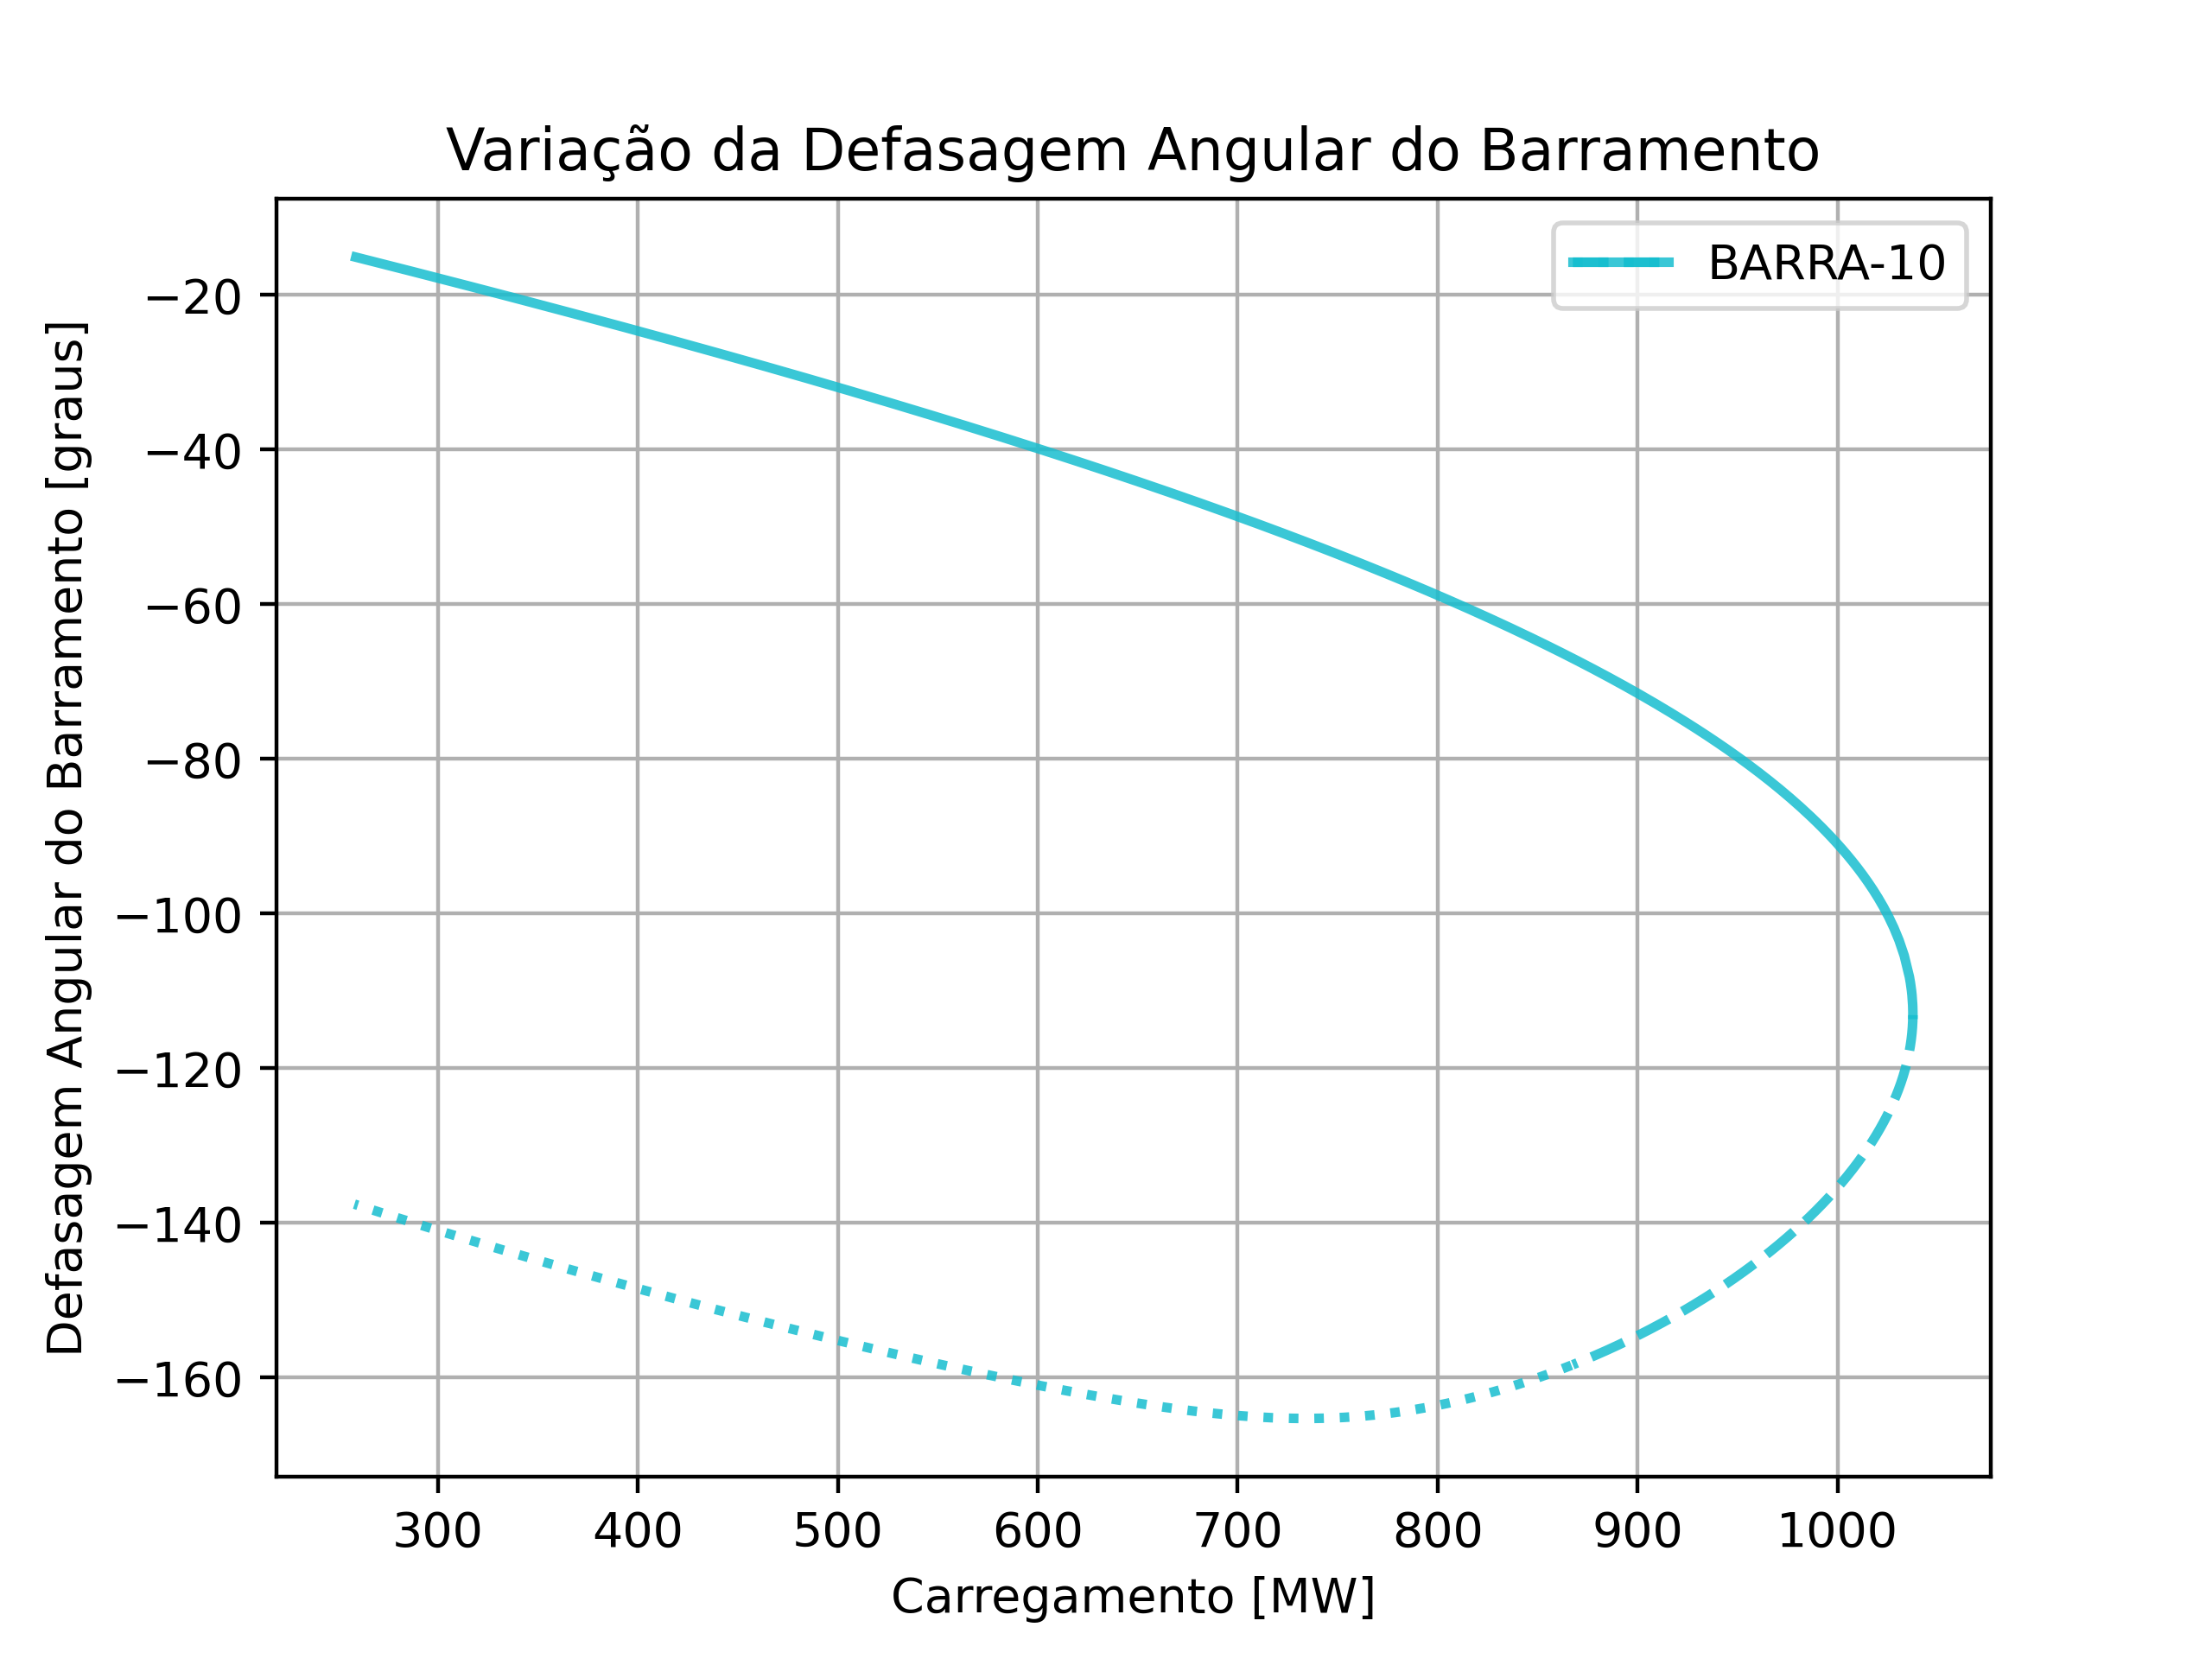 Variação da Defasagem Angular do Barramento
BARRA-10
Defasagem Angular do Barramento [graus]
−20
−40
−60
−80
−100
−120
−140
−160
300 400 500 600 700 800 900 1000
Carregamento [MW]